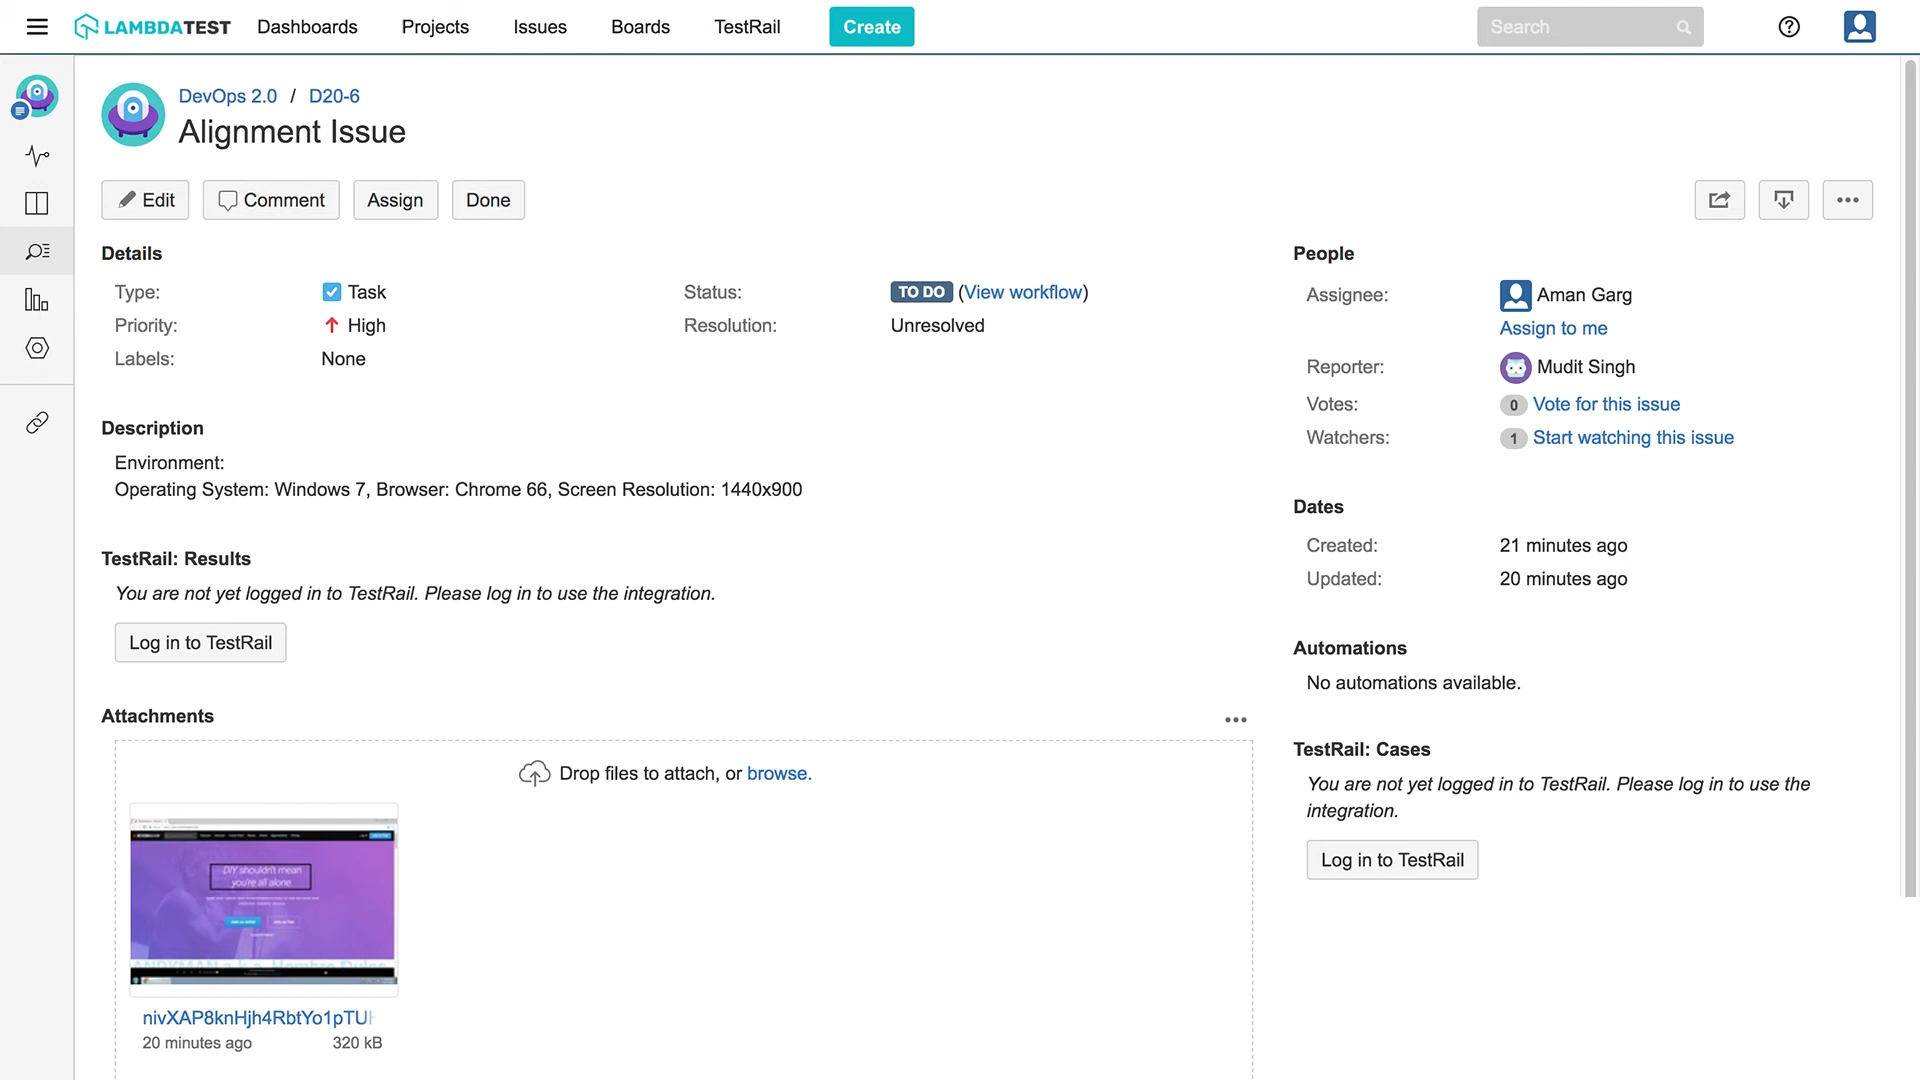 LAMBDATEST Dashboards Projects Issues Boards TestRail Create Search
DevOps 2.0 / D20-6
Alignment Issue
Edit Comment Assign Done
Details
Type: Task
Status: TO DO (View workflow)
Priority: High
Resolution: Unresolved
Labels: None
Description
Environment:
Operating System: Windows 7, Browser: Chrome 66, Screen Resolution: 1440x900
TestRail: Results
You are not yet logged in to TestRail. Please log in to use the integration.
Log in to TestRail
Attachments
Drop files to attach, or browse.
DIY shouldn't mean
you're all alone
nivXAP8knHjh4RbtYo1pTU
20 minutes ago 320 kB
People
Assignee: Aman Garg
Assign to me
Reporter: Mudit Singh
Votes: 0 Vote for this issue
Watchers: 1 Start watching this issue
Dates
Created: 21 minutes ago
Updated: 20 minutes ago
Automations
No automations available.
TestRail: Cases
You are not yet logged in to TestRail. Please log in to use the
integration.
Log in to TestRail